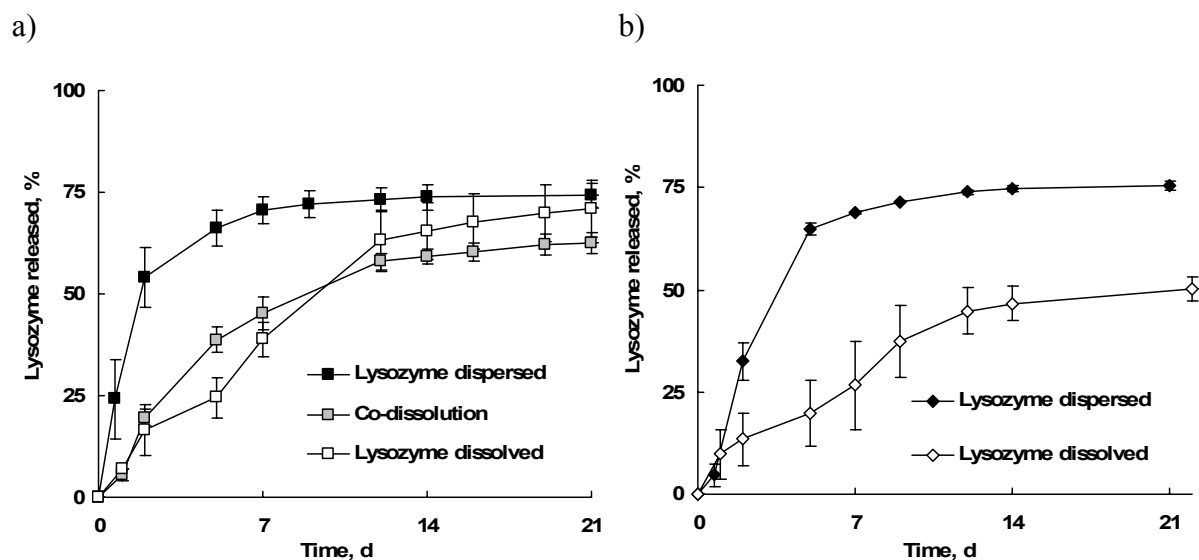 a)
100
75
50
25
0
Lysozyme released, %
Lysozyme dispersed
Co-dissolution
Lysozyme dissolved
0 7 14 21
Time, d
b)
100
75
50
25
0
Lysozyme released, %
Lysozyme dispersed
Lysozyme dissolved
0 7 14 21
Time, d